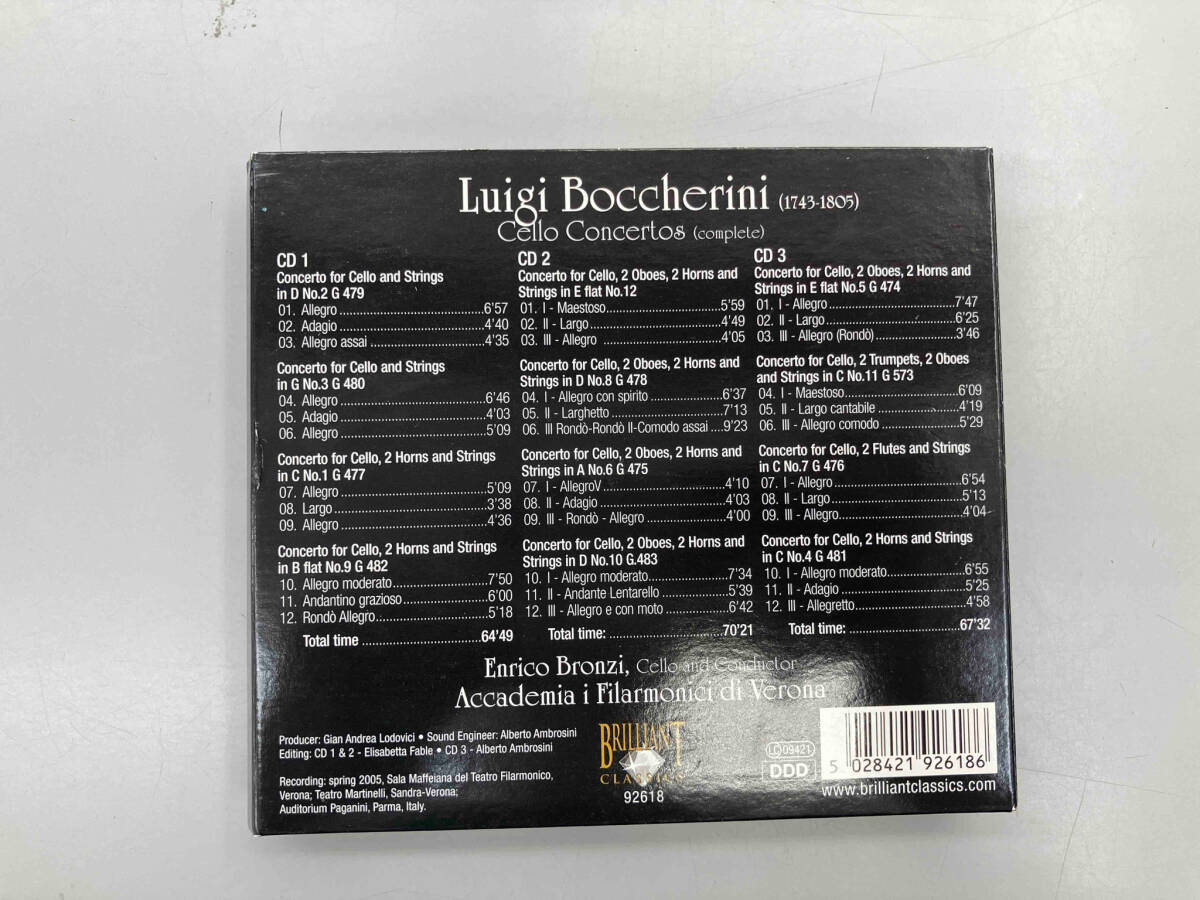 Luigi Boccherini (1743-1805)
Cello Concertos (complete)
CD 1
Concerto for Cello and Strings
in D No.2 G 479
01. Allegro 6'57
02. Adagio 4'40
03. Allegro assai 4'35
Concerto for Cello and Strings
in G No.3 G 480
04. Allegro 6'46
05. Adagio 4'03
06. Allegro 5'09
Concerto for Cello, 2 Horns and Strings
in C No.1 G 477
07. Allegro 5'09
08. Largo 3'38
09. Allegro 4'36
Concerto for Cello, 2 Horns and Strings
in B flat No.9 G 482
10. Allegro moderato 7'50
11. Andantino grazioso 6'00
12. Rondò Allegro 5'18
Total time 64'49
CD 2
Concerto for Cello, 2 Oboes, 2 Horns and
Strings in E flat No.12
01. I - Maestoso 5'59
02. II - Largo 4'49
03. III - Allegro 4'05
Concerto for Cello, 2 Oboes, 2 Horns and
Strings in D No.8 G 478
04. I - Allegro con spirito 6'37
05. II - Larghetto 7'13
06. III Rondò-Rondò II-Comodo assai 9'23
Concerto for Cello, 2 Oboes, 2 Horns and
Strings in A No.6 G 475
07. I - AllegroV 4'10
08. II - Adagio 4'03
09. III - Rondò - Allegro 4'00
Concerto for Cello, 2 Oboes, 2 Horns and
Strings in D No.10 G.483
10. I - Allegro moderato 7'34
11. II - Andante Lentarello 5'39
12. III - Allegro e con moto 6'42
Total time: 70'21
CD 3
Concerto for Cello, 2 Oboes, 2 Horns and
Strings in E flat No.5 G 474
01. I - Allegro 7'47
02. II - Largo 6'25
03. III - Allegro (Rondò) 3'46
Concerto for Cello, 2 Trumpets, 2 Oboes
and Strings in C No.11 G 573
04. I - Maestoso 6'09
05. II - Largo cantabile 4'19
06. III - Allegro comodo 5'29
Concerto for Cello, 2 Flutes and Strings
in C No.7 G 476
07. I - Allegro 6'54
08. II - Largo 5'13
09. III - Allegro 4'04
Concerto for Cello, 2 Horns and Strings
in C No.4 G 481
10. I - Allegro moderato 6'55
11. II - Adagio 5'25
12. III - Allegretto 4'58
Total time: 67'32
Enrico Bronzi, Cello and Conductor
Accademia i Filarmonici di Verona
Producer: Gian Andrea Lodovici • Sound Engineer: Alberto Ambrosini
Editing: CD 1 & 2 - Elisabetta Fable • CD 3 - Alberto Ambrosini
Recording: spring 2005, Sala Maffeiana del Teatro Filarmonico,
Verona; Teatro Martinelli, Sandra-Verona;
Auditorium Paganini, Parma, Italy.
BRILLIANT
CLASSICS
92618
LC 09421
DDD
5 028421 926186
www.brilliantclassics.com